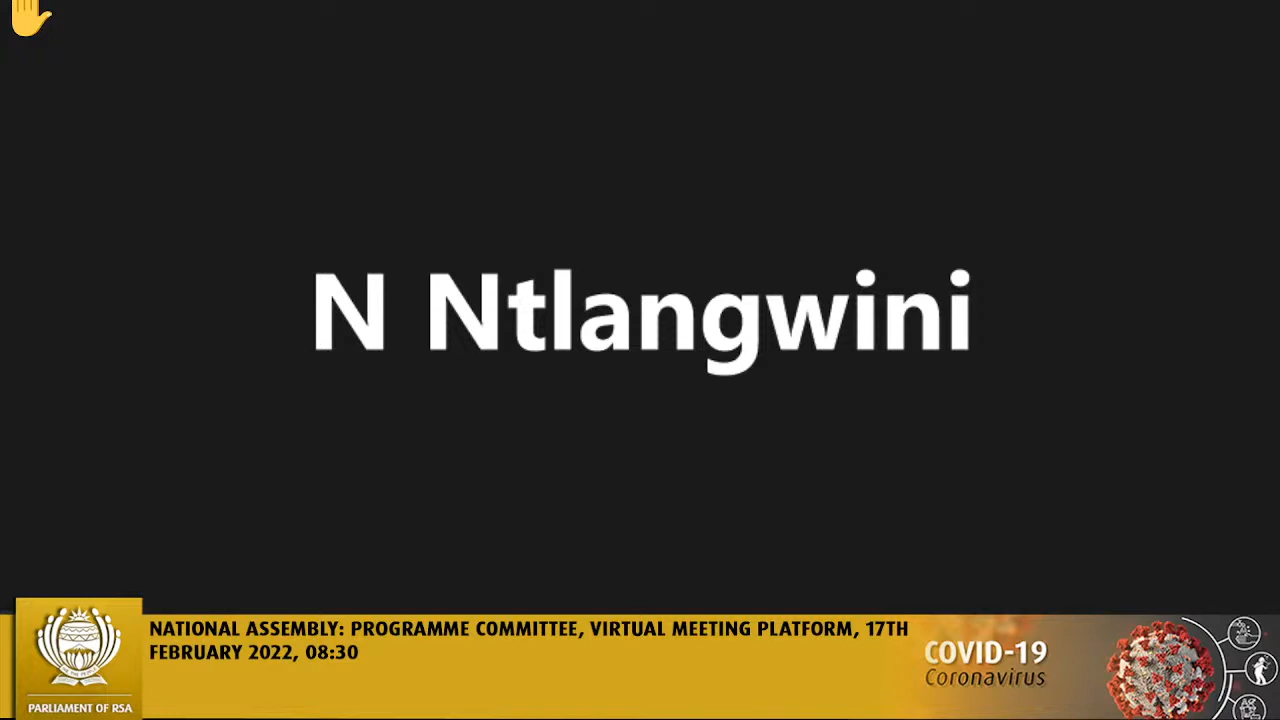 N Ntlangwini
NATIONAL ASSEMBLY: PROGRAMME COMMITTEE, VIRTUAL MEETING PLATFORM, 17TH
FEBRUARY 2022, 08:30
COVID-19
Coronavirus
PARLIAMENT OF RSA